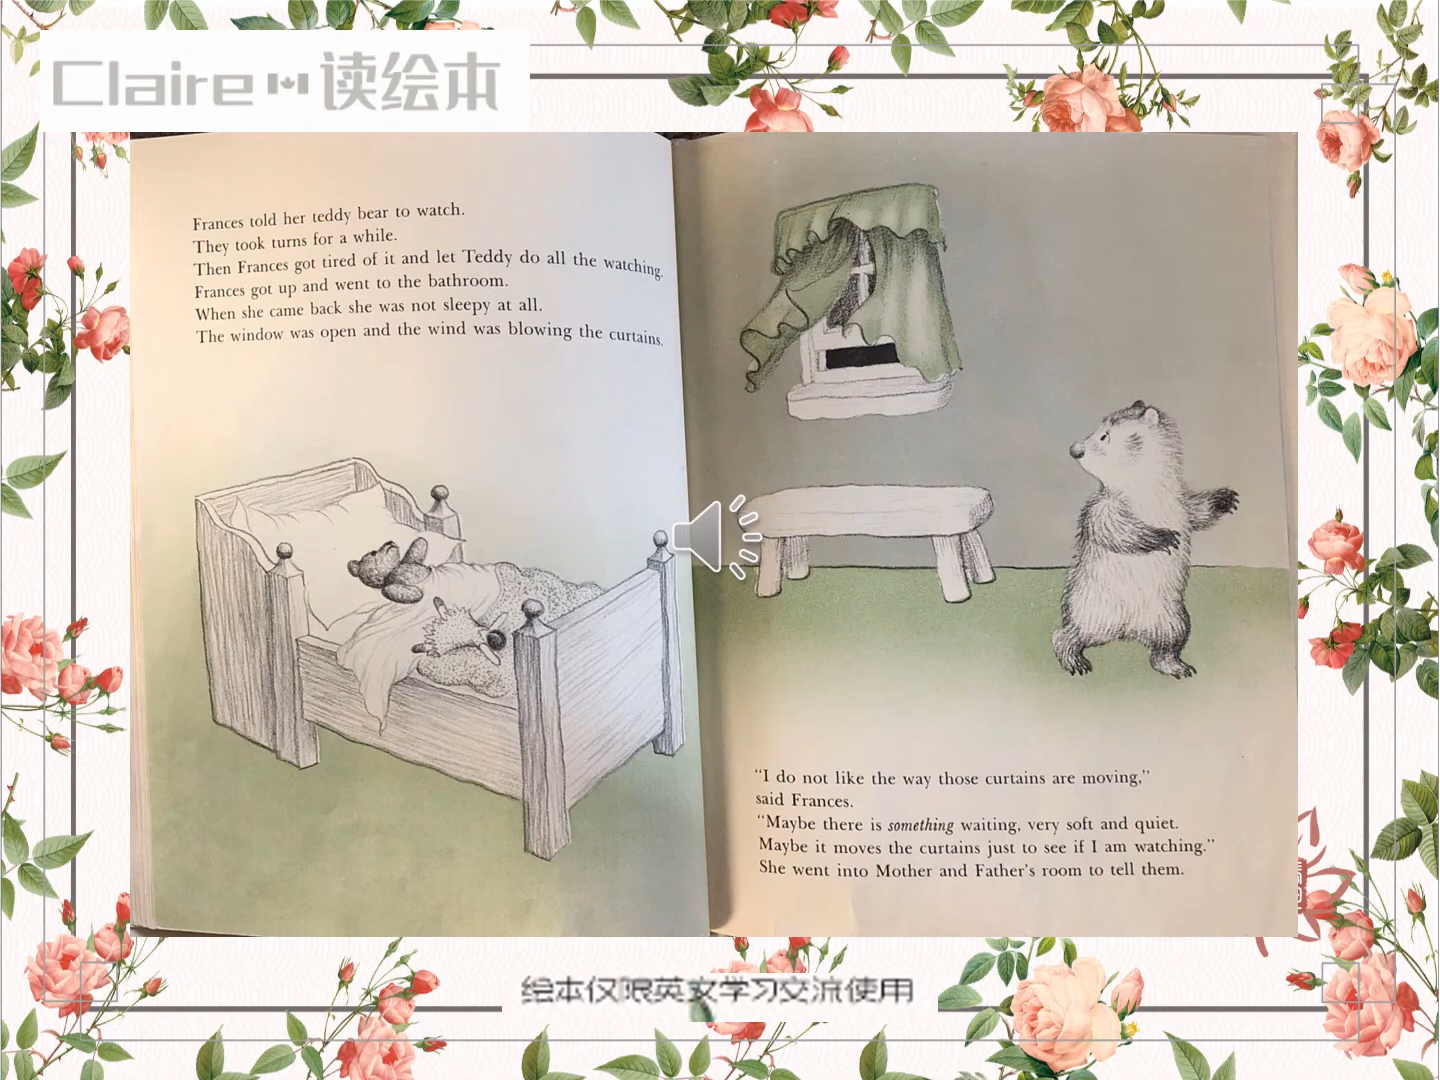 Claire 读绘本
Frances told her teddy bear to watch.
They took turns for a while.
Then Frances got tired of it and let Teddy do all the watching.
Frances got up and went to the bathroom.
When she came back she was not sleepy at all.
The window was open and the wind was blowing the curtains.
“I do not like the way those curtains are moving,”
said Frances.
“Maybe there is something waiting, very soft and quiet.
Maybe it moves the curtains just to see if I am watching.”
She went into Mother and Father’s room to tell them.
绘本仅限英文学习交流使用